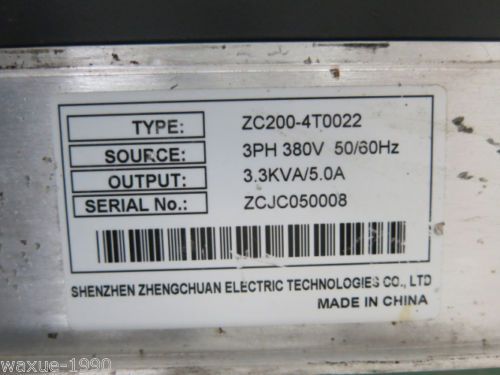 TYPE: ZC200-4T0022
SOURCE: 3PH 380V 50/60Hz
OUTPUT: 3.3KVA/5.0A
SERIAL No.: ZCJC050008
SHENZHEN ZHENGCHUAN ELECTRIC TECHNOLOGIES CO., LTD
MADE IN CHINA
waxue-1990